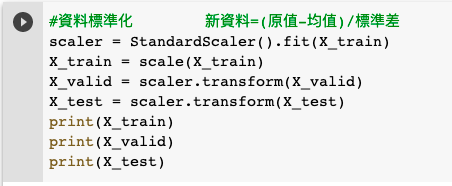 #資料標準化 新資料=(原值-均值)/標準差
scaler = StandardScaler().fit(X_train)
X_train = scale(X_train)
X_valid = scaler.transform(X_valid)
X_test = scaler.transform(X_test)
print(X_train)
print(X_valid)
print(X_test)